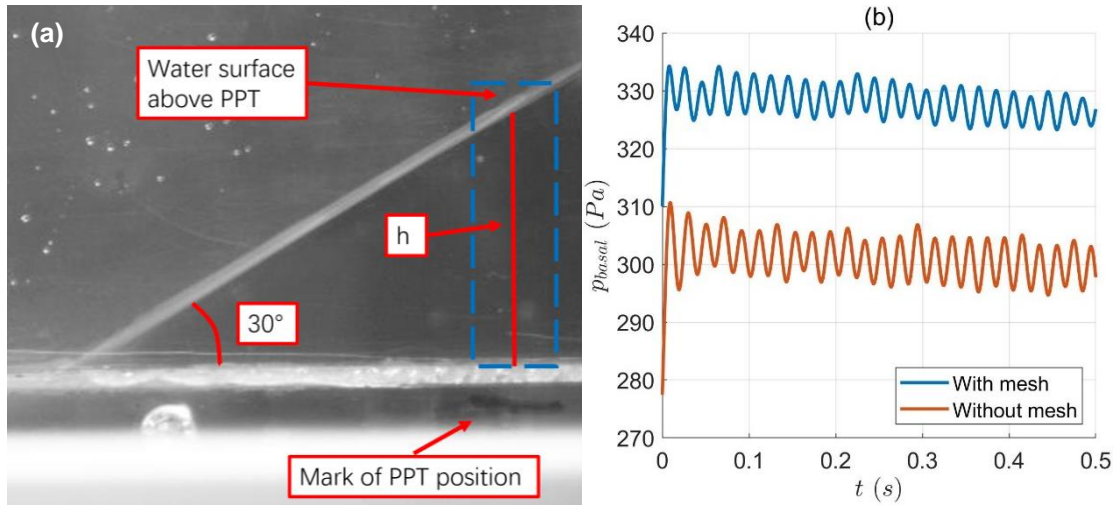 (a)
Water surface
above PPT
h
30°
Mark of PPT position
(b)
340
330
320
310
300
290
280
270
p_basal (Pa)
0
0.1
0.2
0.3
0.4
0.5
t (s)
With mesh
Without mesh